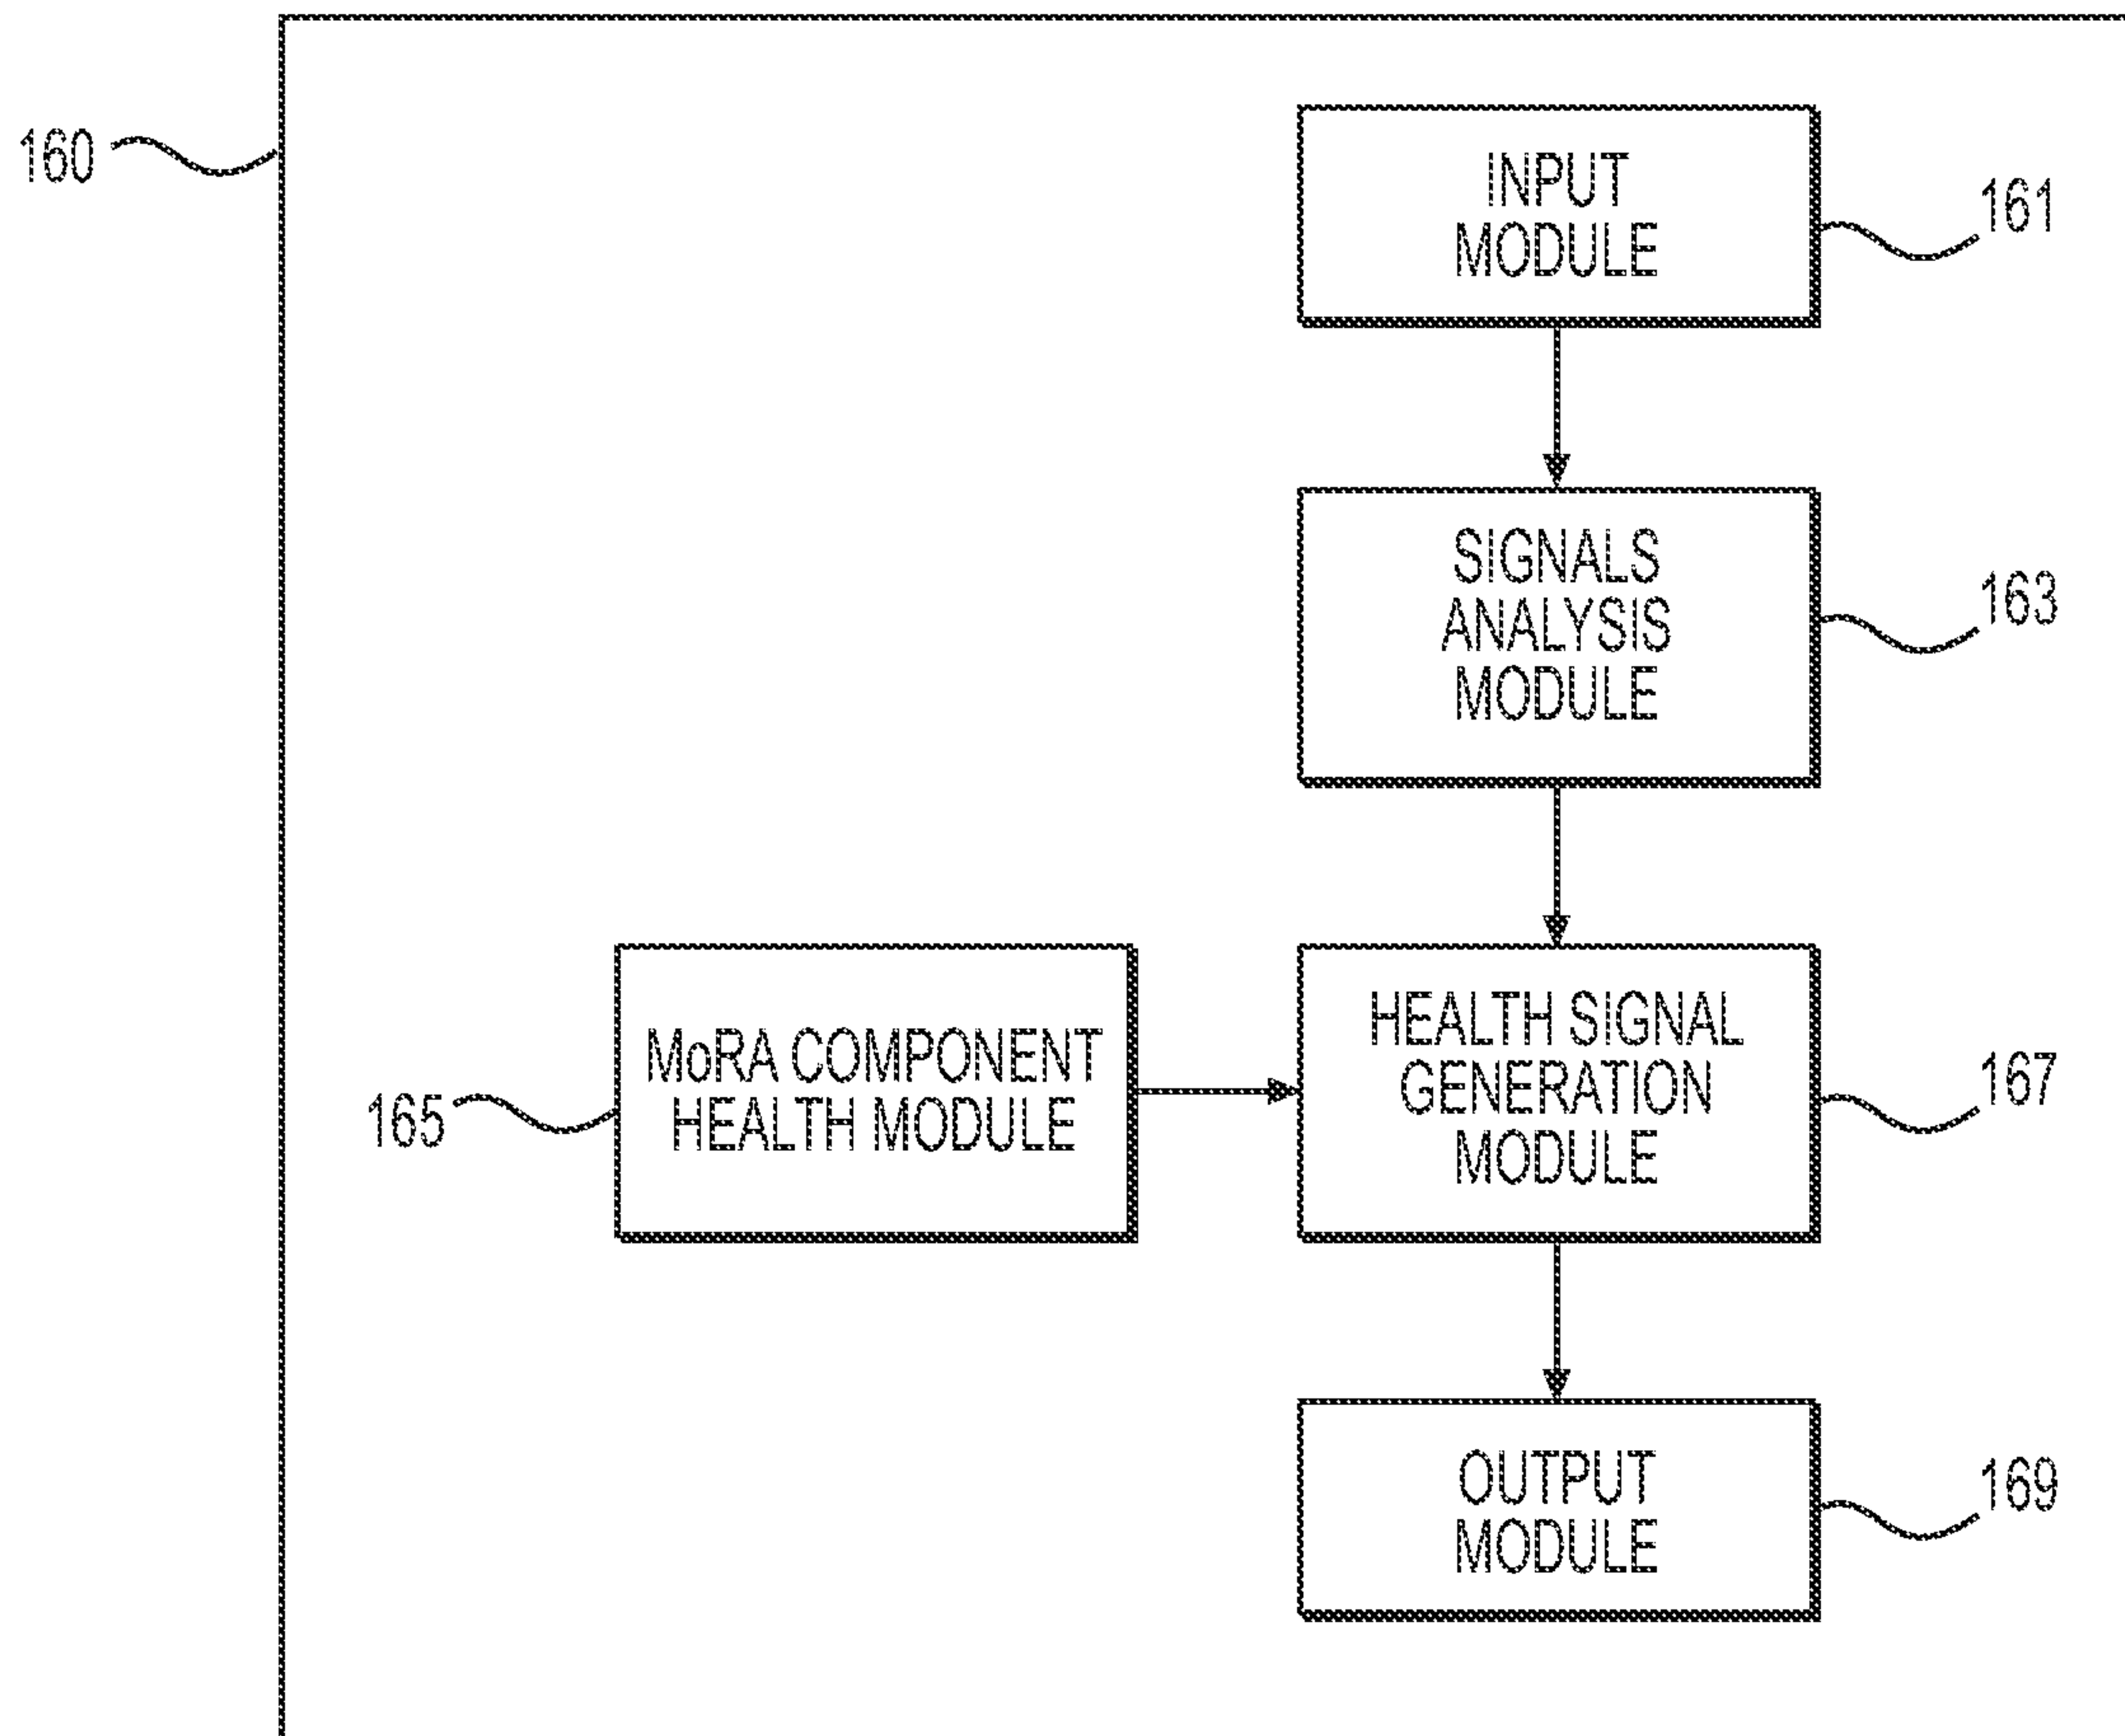 160
INPUT
MODULE
161
SIGNALS
ANALYSIS
MODULE
163
MoRA COMPONENT
HEALTH MODULE
165
HEALTH SIGNAL
GENERATION
MODULE
167
OUTPUT
MODULE
169